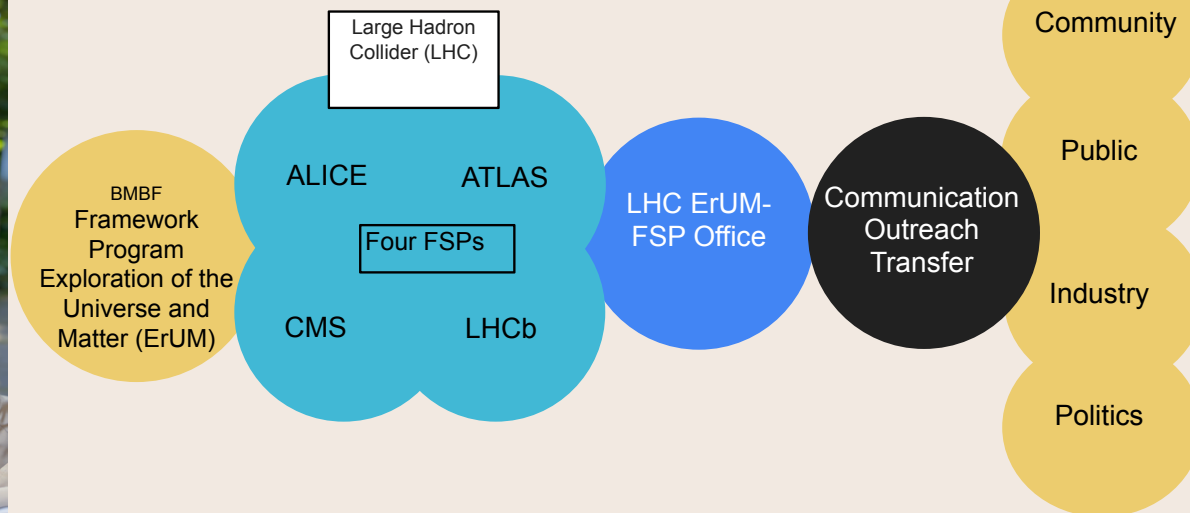 Large Hadron
Collider (LHC)
BMBF
Framework
Program
Exploration of the
Universe and
Matter (ErUM)
ALICE
ATLAS
Four FSPs
CMS
LHCb
LHC ErUM-
FSP Office
Communication
Outreach
Transfer
Community
Public
Industry
Politics